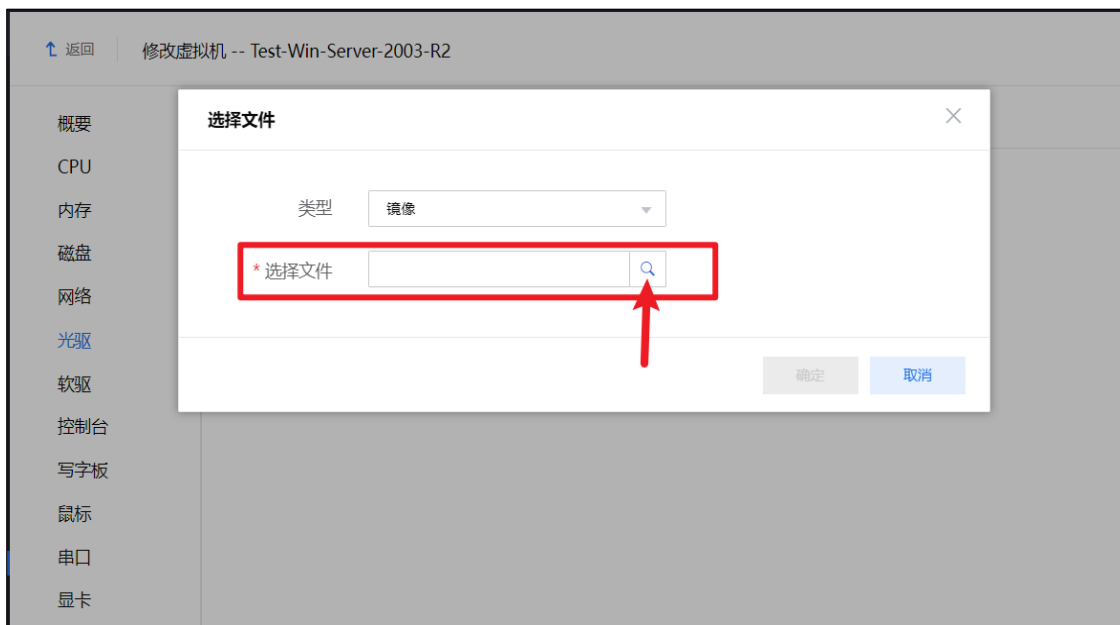 返回
修改虚拟机 -- Test-Win-Server-2003-R2
概要
CPU
内存
磁盘
网络
光驱
软驱
控制台
写字板
鼠标
串口
显卡
选择文件
类型
镜像
* 选择文件
确定
取消